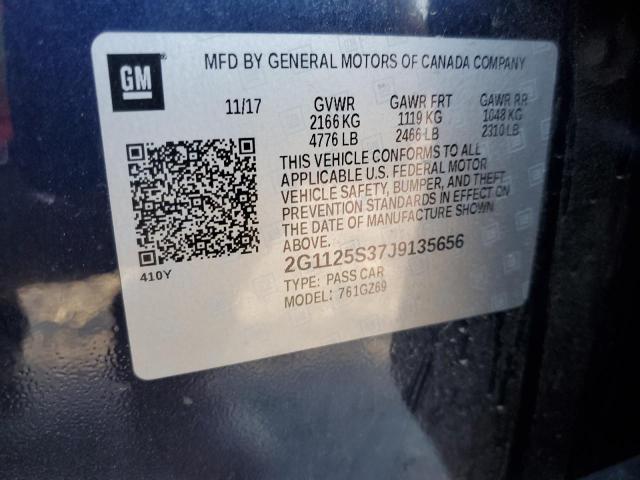 GM
MFD BY GENERAL MOTORS OF CANADA COMPANY
11/17 GVWR GAWR FRT GAWR RR
2166 KG 1119 KG 1048 KG
4776 LB 2466 LB 2310 LB
THIS VEHICLE CONFORMS TO ALL
APPLICABLE U.S. FEDERAL MOTOR
VEHICLE SAFETY, BUMPER, AND THEFT
PREVENTION STANDARDS IN EFFECT ON
THE DATE OF MANUFACTURE SHOWN
ABOVE.
2G1125S37J9135656
TYPE: PASS CAR
MODEL: 761GZ69
410Y